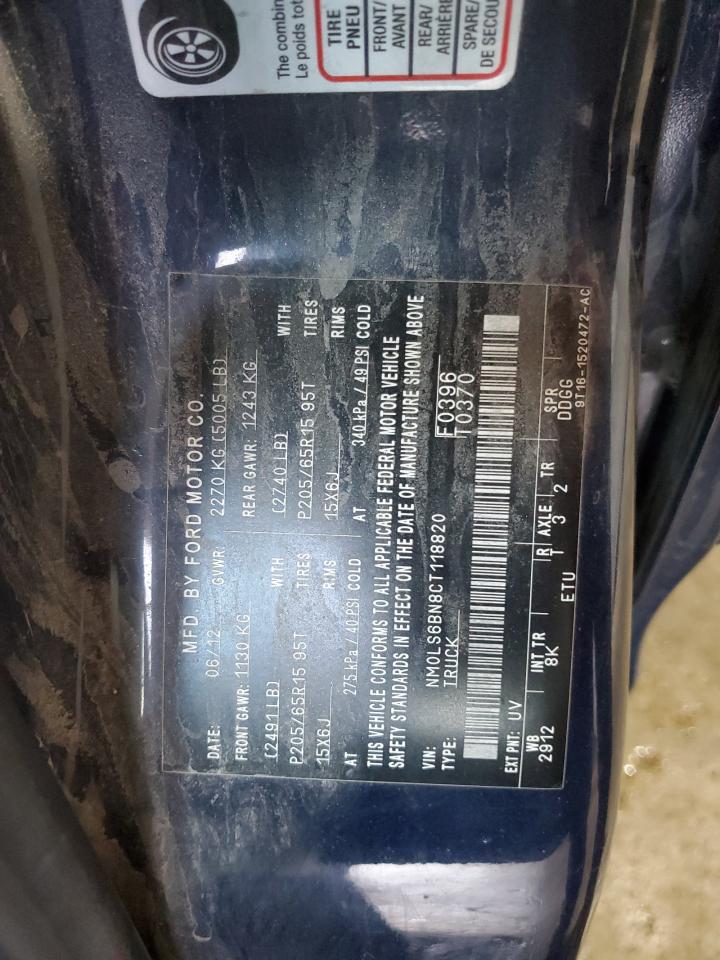 The combin
Le poids tot
TIRE
PNEU
FRONT/
AVANT
REAR/
ARRIÈRE
SPARE/
DE SECOU
MFD. BY FORD MOTOR CO.
DATE: 06/12 GVWR: 2270 KG (5005 LB)
FRONT GAWR: 1130 KG REAR GAWR: 1243 KG
(2491LB) WITH (2740 LB) WITH
P205/65R15 95T TIRES P205/65R15 95T TIRES
15X6J RIMS 15X6J RIMS
AT 275 kPa / 40 PSI COLD AT 340 kPa / 49 PSI COLD
THIS VEHICLE CONFORMS TO ALL APPLICABLE FEDERAL MOTOR VEHICLE
SAFETY STANDARDS IN EFFECT ON THE DATE OF MANUFACTURE SHOWN ABOVE
VIN: NM0LS6BN8CT118820 F0396
TYPE: TRUCK T0370
EXT PNT: UV
WB INT TR R AXLE TR SPR
2912 8K 1 3 2 DDGG
ETU 9T16-1520472-AC